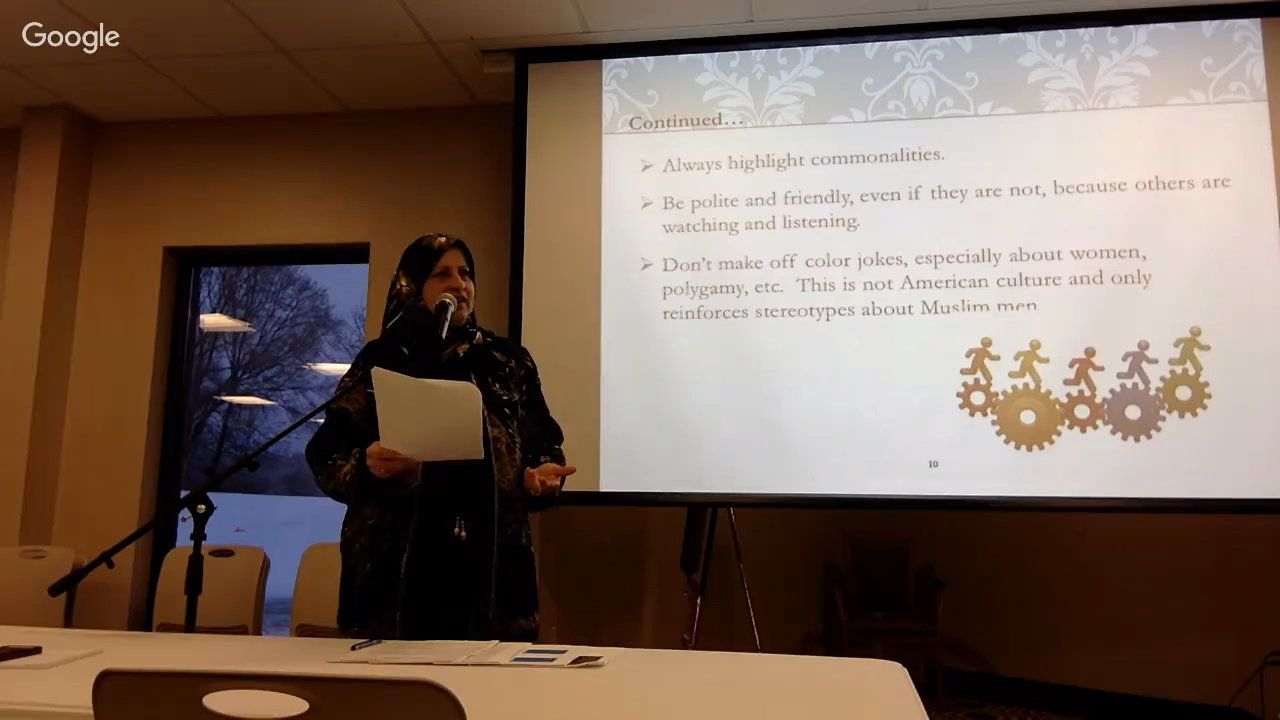 Google
Continued...
➢ Always highlight commonalities.
➢ Be polite and friendly, even if they are not, because others are
watching and listening.
➢ Don't make off color jokes, especially about women,
polygamy, etc. This is not American culture and only
reinforces stereotypes about Muslim men
10